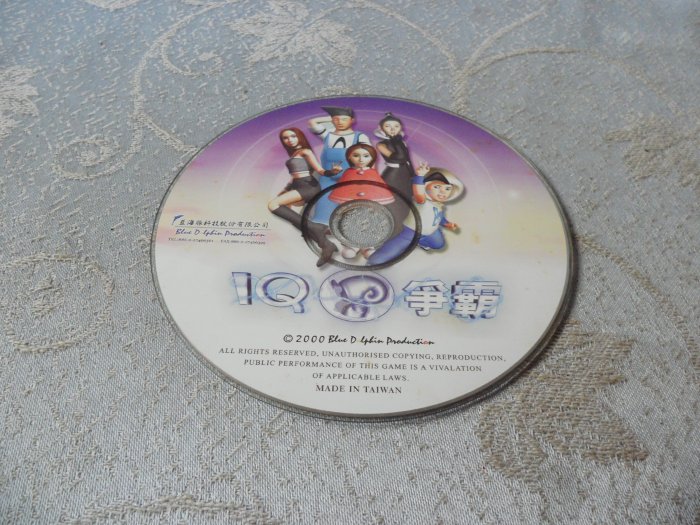 海豚科技股份有限公司
Blue D lphin Production
IQ 爭霸
© 2000 Blue D lphin Production
ALL RIGHTS RESERVED, UNAUTHORISED COPYING, REPRODUCTION,
PUBLIC PERFORMANCE OF THIS GAME IS A VIVALATION
OF APPLICABLE LAWS.
MADE IN TAIWAN